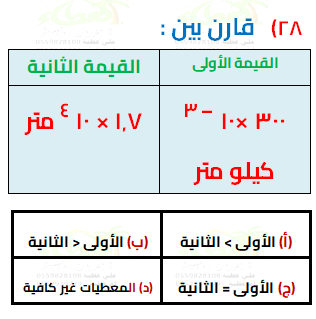 ٢٨) قارن بين :
القيمة الأولى
القيمة الثانية
٣٠٠ × ١٠ ⁻ ٣
كيلو متر
١,٧ × ١٠ ٤ متر
(أ) الأولى > الثانية
(ب) الأولى < الثانية
(ج) الأولى = الثانية
(د) المعطيات غير كافية